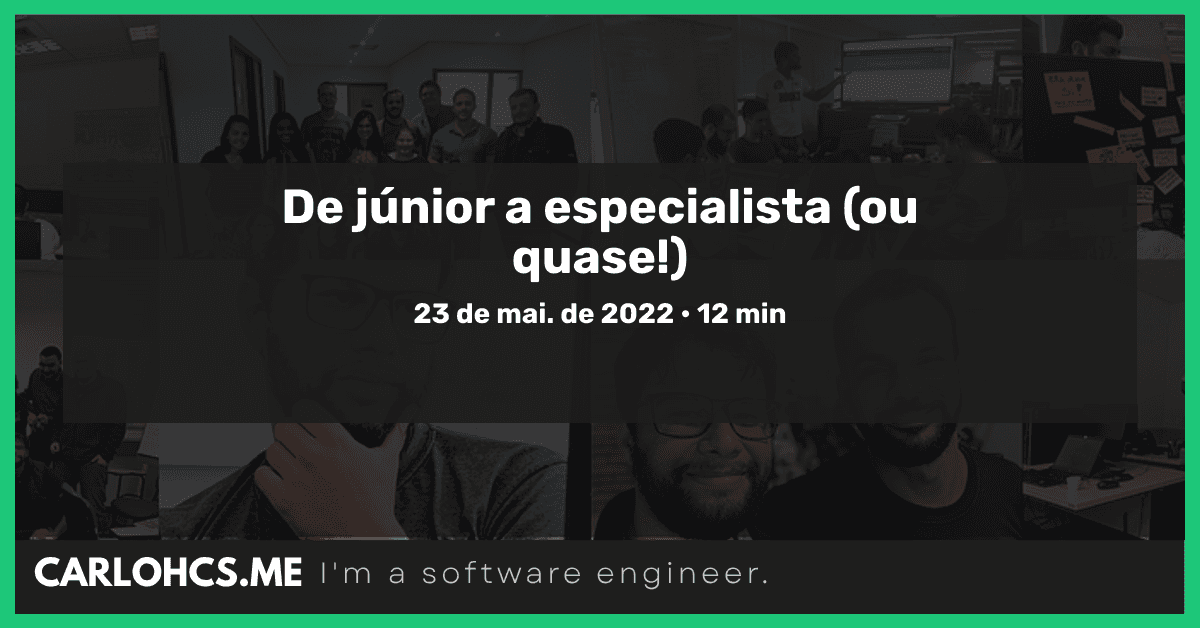 De júnior a especialista (ou
quase!)
23 de mai. de 2022 • 12 min
CARLOHCS.ME I'm a software engineer.